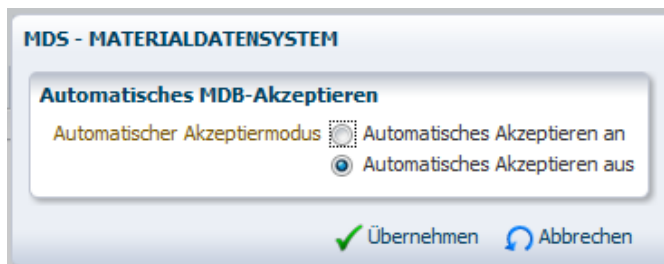 MDS - MATERIALDATENSYSTEM
Automatisches MDB-Akzeptieren
Automatischer Akzeptiermodus Automatisches Akzeptieren an
Automatisches Akzeptieren aus
Übernehmen Abbrechen